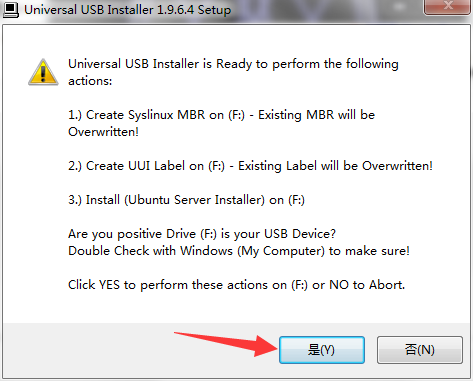 Universal USB Installer 1.9.6.4 Setup
Universal USB Installer is Ready to perform the following
actions:
1.) Create Syslinux MBR on (F:) - Existing MBR will be
Overwritten!
2.) Create UUI Label on (F:) - Existing Label will be Overwritten!
3.) Install (Ubuntu Server Installer) on (F:)
Are you positive Drive (F:) is your USB Device?
Double Check with Windows (My Computer) to make sure!
Click YES to perform these actions on (F:) or NO to Abort.
是(Y)
否(N)